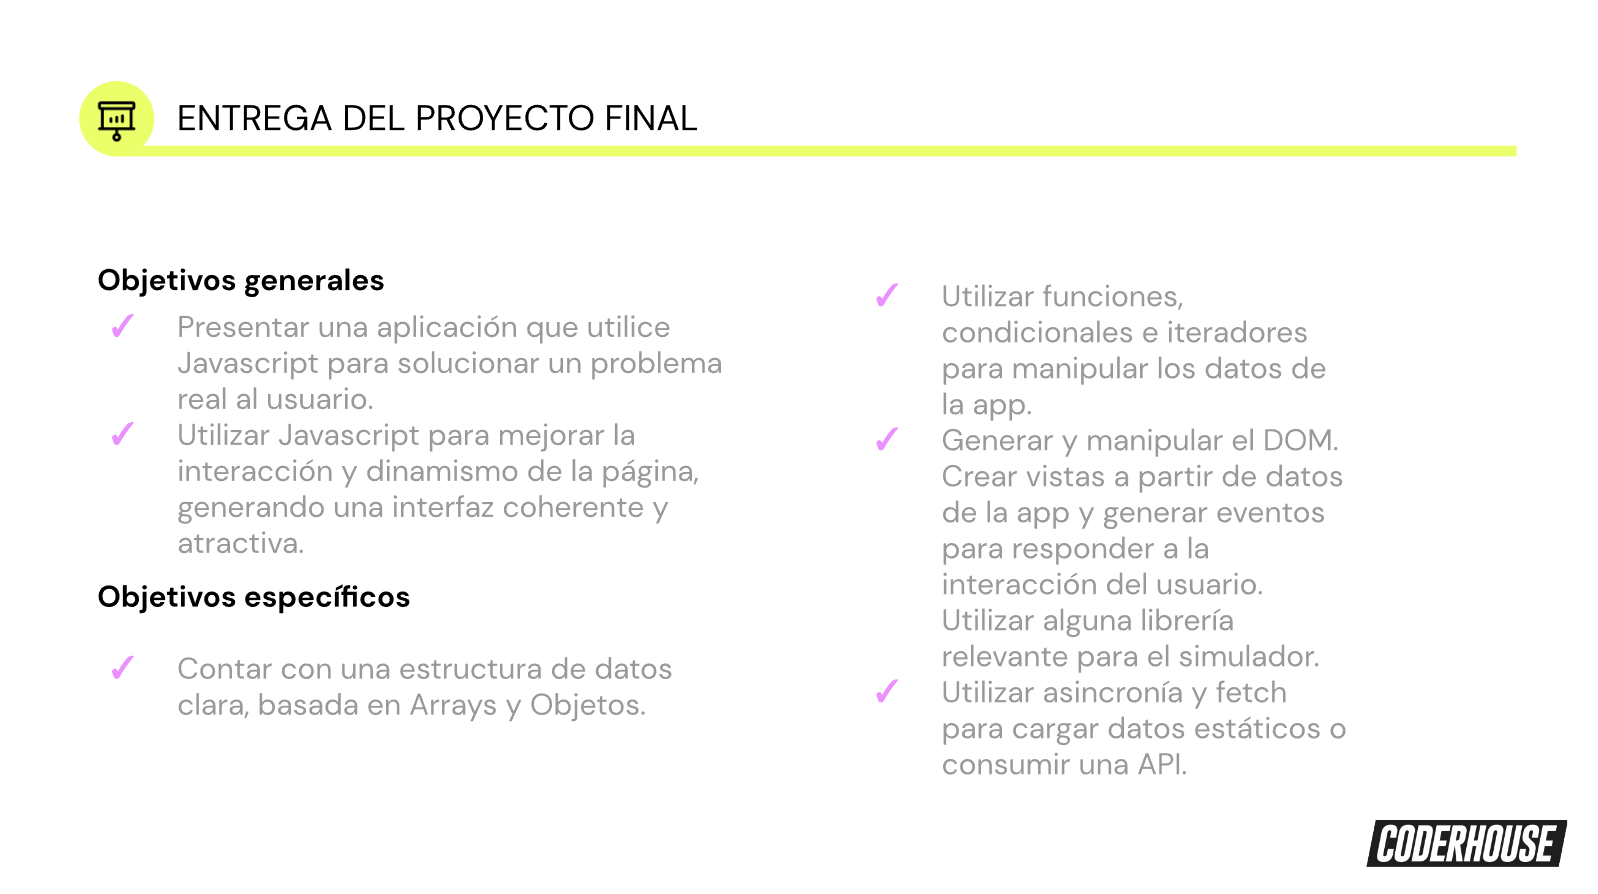 ENTREGA DEL PROYECTO FINAL
Objetivos generales
✓ Presentar una aplicación que utilice
Javascript para solucionar un problema
real al usuario.
✓ Utilizar Javascript para mejorar la
interacción y dinamismo de la página,
generando una interfaz coherente y
atractiva.
Objetivos específicos
✓ Contar con una estructura de datos
clara, basada en Arrays y Objetos.
✓ Utilizar funciones,
condicionales e iteradores
para manipular los datos de
la app.
✓ Generar y manipular el DOM.
Crear vistas a partir de datos
de la app y generar eventos
para responder a la
interacción del usuario.
Utilizar alguna librería
relevante para el simulador.
✓ Utilizar asincronía y fetch
para cargar datos estáticos o
consumir una API.
CODERHOUSE